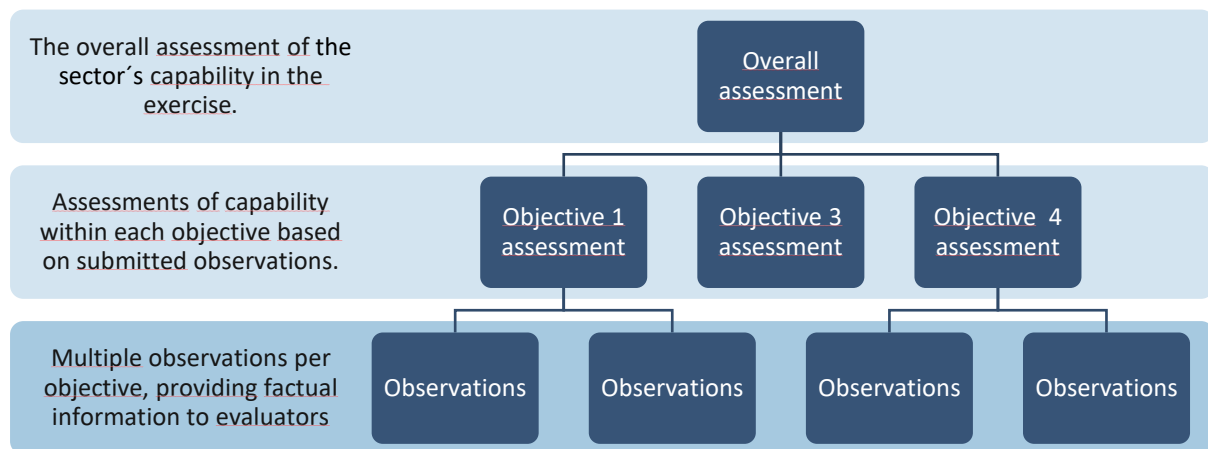 The overall assessment of the
sector´s capability in the
exercise.
Overall
assessment
Assessments of capability
within each objective based
on submitted observations.
Objective 1
assessment
Objective 3
assessment
Objective  4
assessment
Multiple observations per
objective, providing factual
information to evaluators
Observations
Observations
Observations
Observations